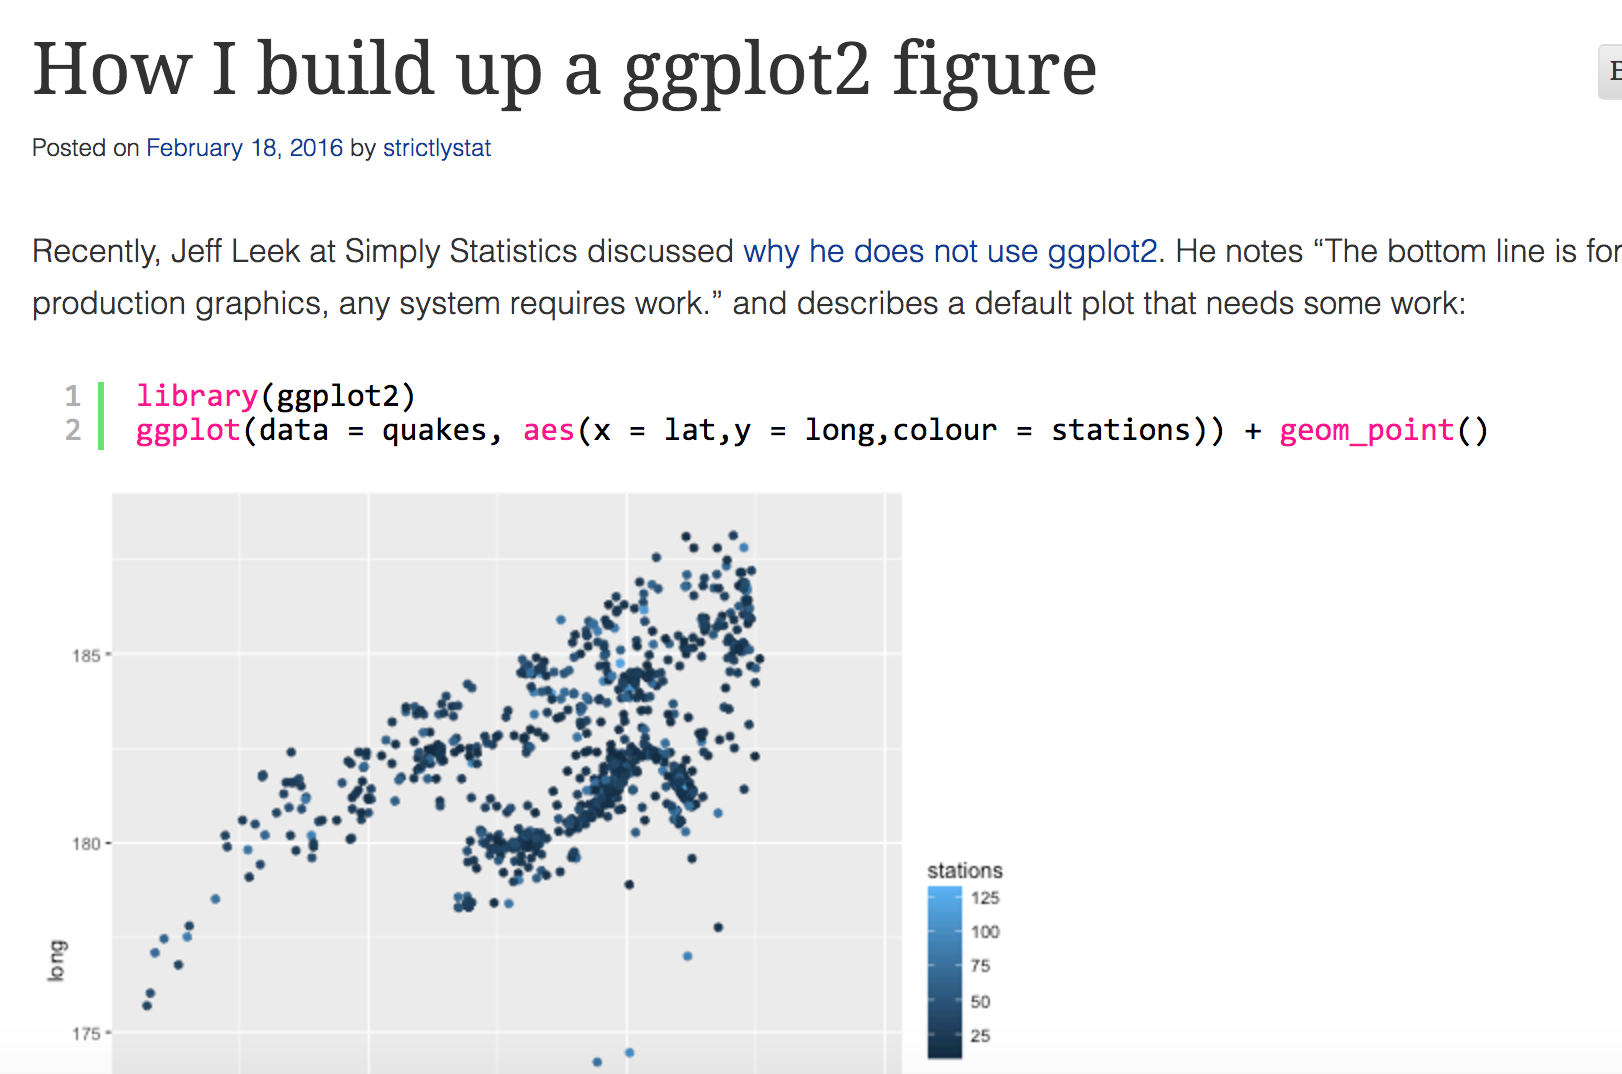 How I build up a ggplot2 figure
Posted on February 18, 2016 by strictlystat
Recently, Jeff Leek at Simply Statistics discussed why he does not use ggplot2. He notes “The bottom line is for
production graphics, any system requires work.” and describes a default plot that needs some work:
1 library(ggplot2)
2 ggplot(data = quakes, aes(x = lat,y = long,colour = stations)) + geom_point()
185
180
175
long
stations
125
100
75
50
25